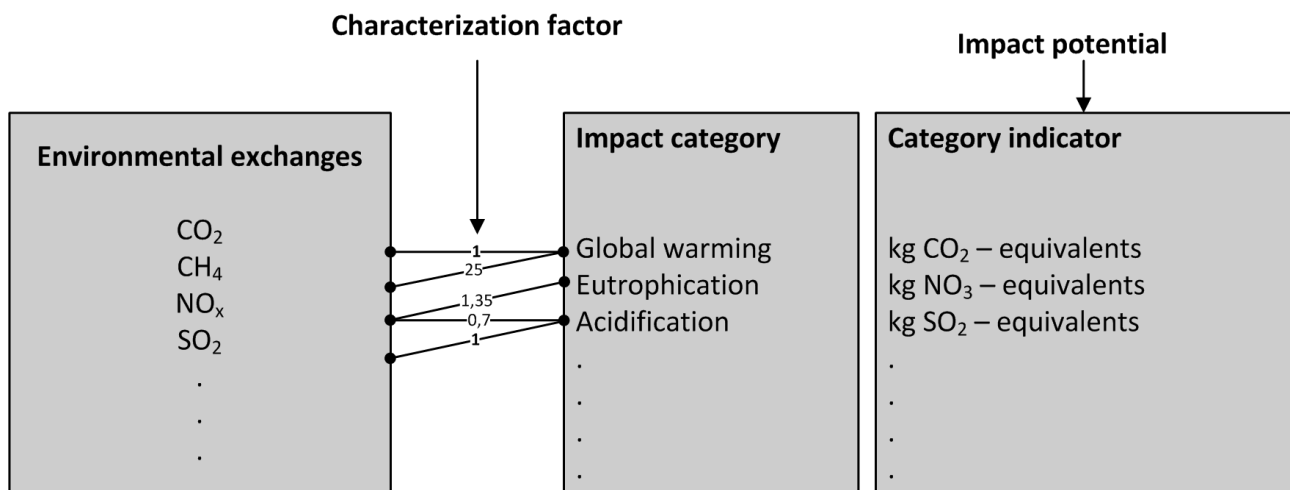 Characterization factor
Impact potential
Environmental exchanges
CO₂
CH₄
NOₓ
SO₂
.
.
.
1
25
1,35
0,7
1
Impact category
Global warming
Eutrophication
Acidification
.
.
.
.
Category indicator
kg CO₂ – equivalents
kg NO₃ – equivalents
kg SO₂ – equivalents
.
.
.
.